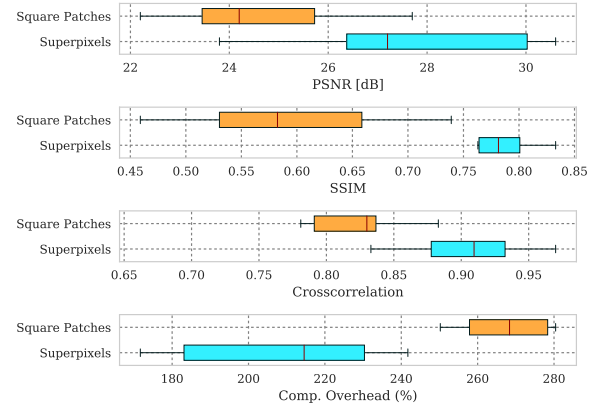 Square Patches
Superpixels
22 24 26 28 30
PSNR [dB]
Square Patches
Superpixels
0.45 0.50 0.55 0.60 0.65 0.70 0.75 0.80 0.85
SSIM
Square Patches
Superpixels
0.65 0.70 0.75 0.80 0.85 0.90 0.95
Crosscorrelation
Square Patches
Superpixels
180 200 220 240 260 280
Comp. Overhead (%)